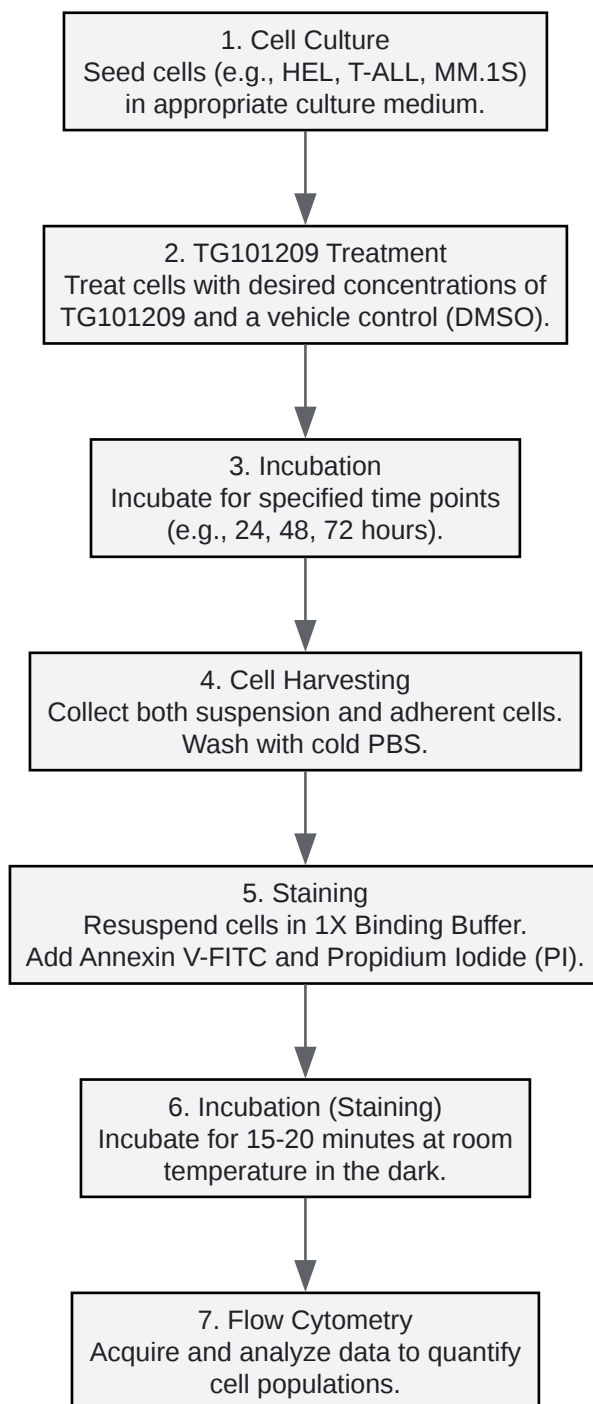 1. Cell Culture
Seed cells (e.g., HEL, T-ALL, MM.1S)
in appropriate culture medium.
2. TG101209 Treatment
Treat cells with desired concentrations of
TG101209 and a vehicle control (DMSO).
3. Incubation
Incubate for specified time points
(e.g., 24, 48, 72 hours).
4. Cell Harvesting
Collect both suspension and adherent cells.
Wash with cold PBS.
5. Staining
Resuspend cells in 1X Binding Buffer.
Add Annexin V-FITC and Propidium Iodide (PI).
6. Incubation (Staining)
Incubate for 15-20 minutes at room
temperature in the dark.
7. Flow Cytometry
Acquire and analyze data to quantify
cell populations.